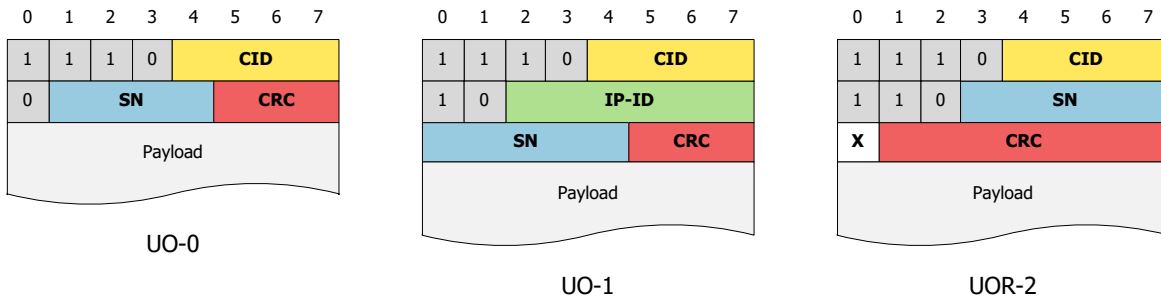 0 1 2 3 4 5 6 7
1 1 1 0 CID
0 SN CRC
Payload
UO-0
0 1 2 3 4 5 6 7
1 1 1 0 CID
1 0 IP-ID
SN CRC
Payload
UO-1
0 1 2 3 4 5 6 7
1 1 1 0 CID
1 1 0 SN
X CRC
Payload
UOR-2